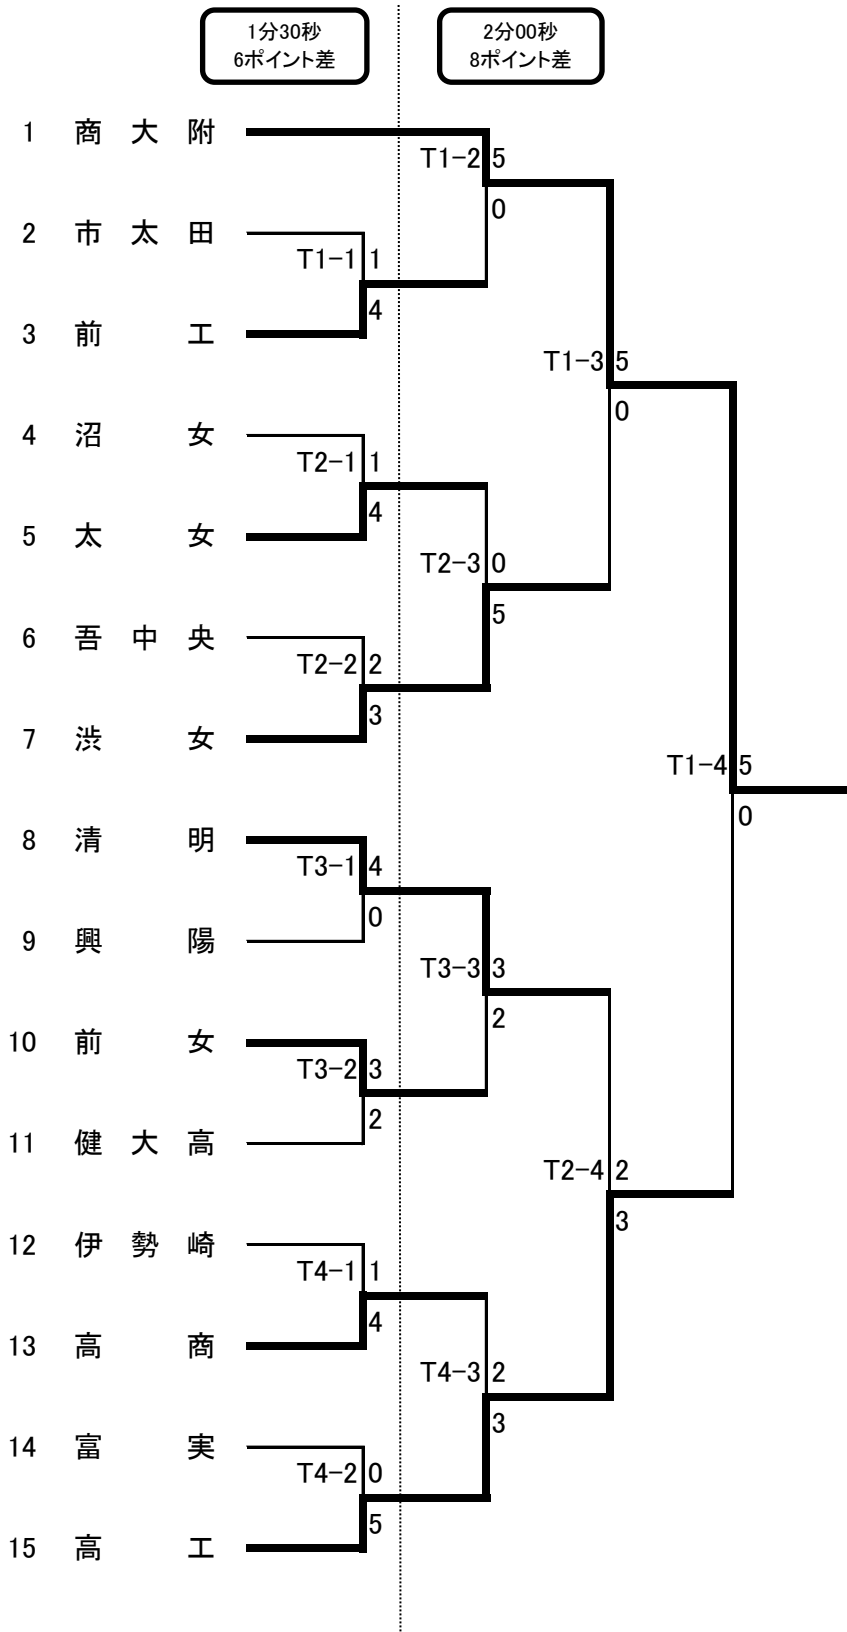 1分30秒
6ポイント差
2分00秒
8ポイント差
1 商 大 附
T1-2 5
0
2 市 太 田
T1-1 1
4
3 前 工
T1-3 5
0
4 沼 女
T2-1 1
4
5 太 女
T2-3 0
5
6 吾 中 央
T2-2 2
3
7 渋 女
T1-4 5
0
8 清 明
T3-1 4
0
9 興 陽
T3-3 3
2
10 前 女
T3-2 3
2
11 健 大 高
T2-4 2
3
12 伊 勢 崎
T4-1 1
4
13 高 商
T4-3 2
3
14 富 実
T4-2 0
5
15 高 工